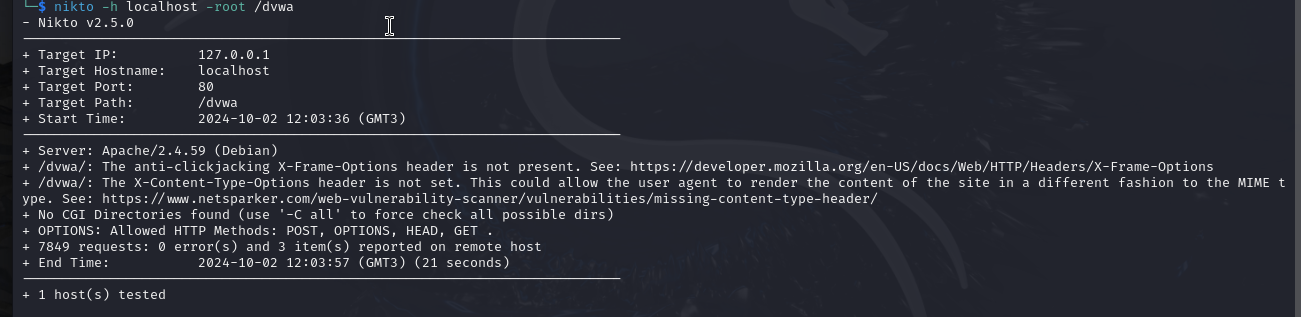 └─$ nikto -h localhost -root /dvwa
- Nikto v2.5.0
+ Target IP: 127.0.0.1
+ Target Hostname: localhost
+ Target Port: 80
+ Target Path: /dvwa
+ Start Time: 2024-10-02 12:03:36 (GMT3)
+ Server: Apache/2.4.59 (Debian)
+ /dvwa/: The anti-clickjacking X-Frame-Options header is not present. See: https://developer.mozilla.org/en-US/docs/Web/HTTP/Headers/X-Frame-Options
+ /dvwa/: The X-Content-Type-Options header is not set. This could allow the user agent to render the content of the site in a different fashion to the MIME t
ype. See: https://www.netsparker.com/web-vulnerability-scanner/vulnerabilities/missing-content-type-header/
+ No CGI Directories found (use '-C all' to force check all possible dirs)
+ OPTIONS: Allowed HTTP Methods: POST, OPTIONS, HEAD, GET .
+ 7849 requests: 0 error(s) and 3 item(s) reported on remote host
+ End Time: 2024-10-02 12:03:57 (GMT3) (21 seconds)
+ 1 host(s) tested